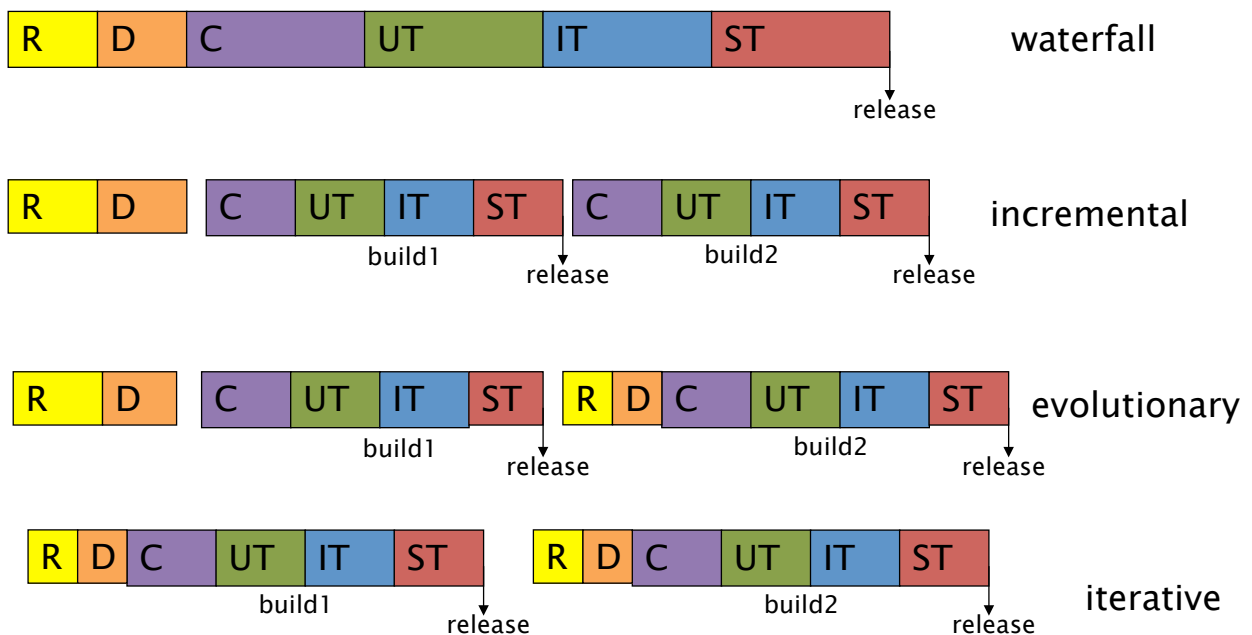 R D C UT IT ST waterfall
release
R D C UT IT ST C UT IT ST incremental
build1 build2
release release
R D C UT IT ST R D C UT IT ST evolutionary
build1 build2
release release
R D C UT IT ST R D C UT IT ST
build1 build2 iterative
release release